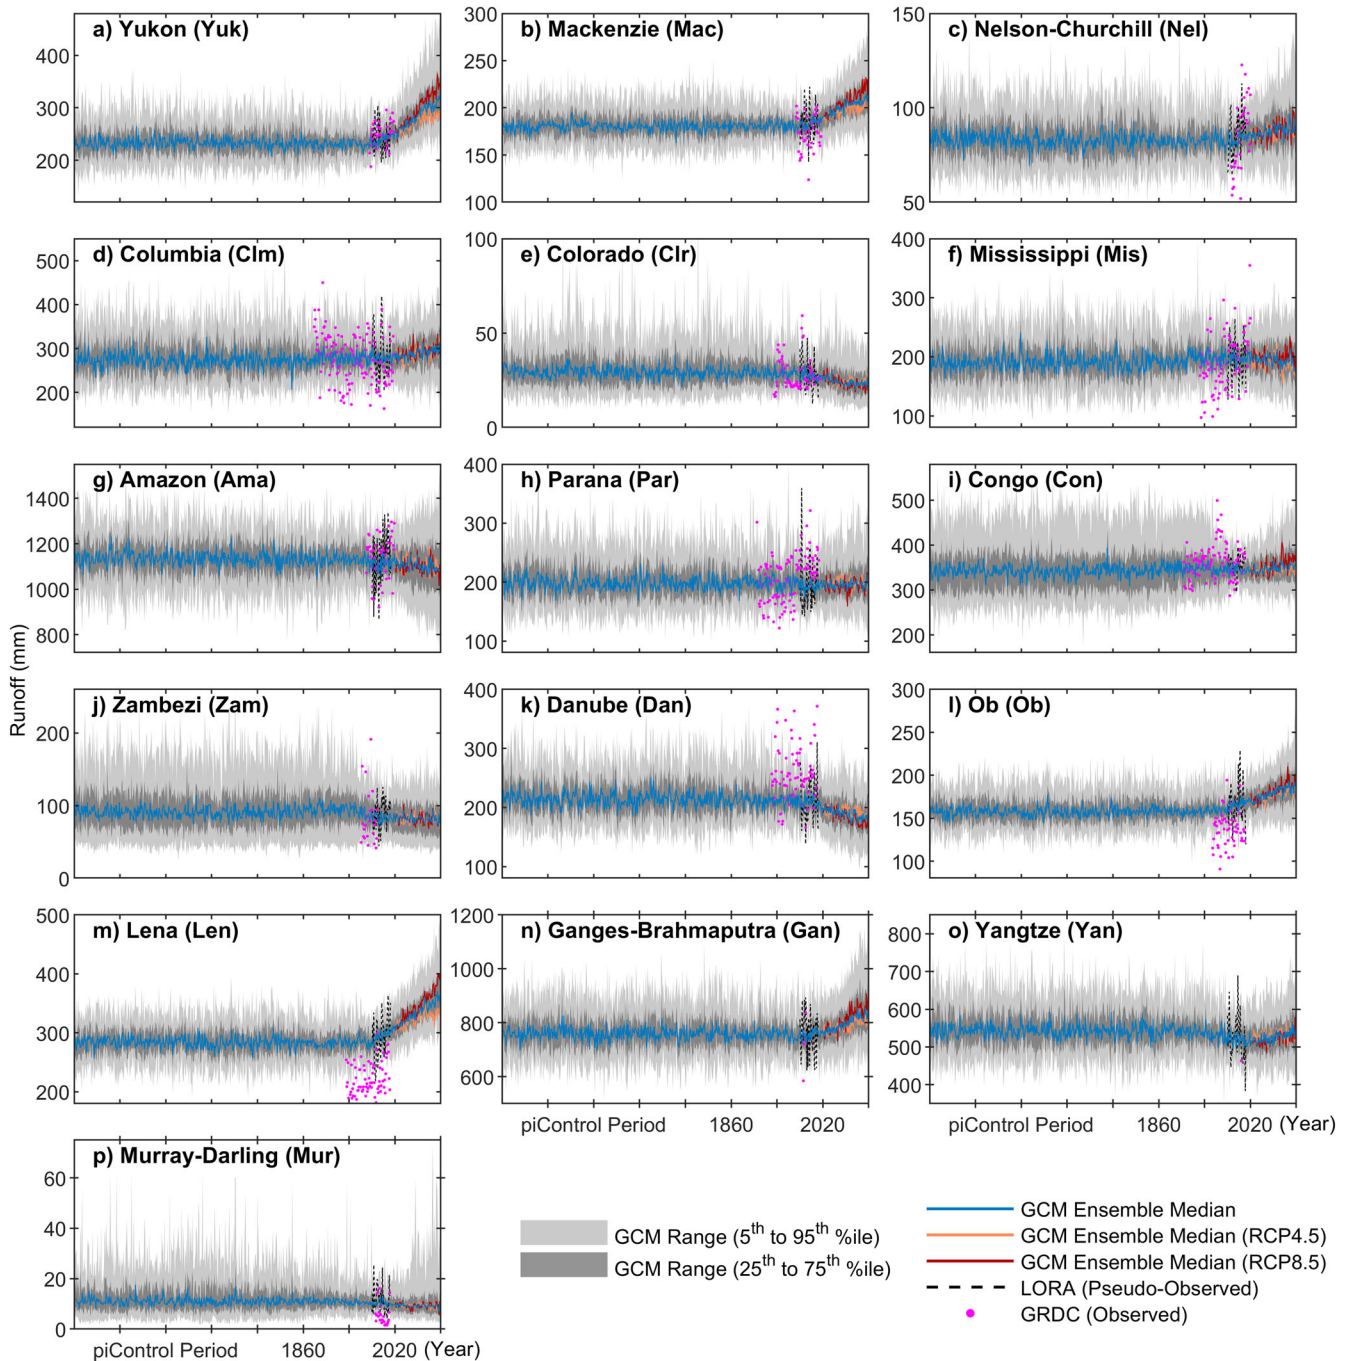 a) Yukon (Yuk)
400
300
200
b) Mackenzie (Mac)
300
250
200
150
100
c) Nelson-Churchill (Nel)
150
100
50
d) Columbia (Clm)
500
400
300
200
e) Colorado (Clr)
100
50
0
f) Mississippi (Mis)
400
300
200
100
g) Amazon (Ama)
1400
1200
1000
800
h) Parana (Par)
400
300
200
100
i) Congo (Con)
500
400
300
200
Runoff (mm)
j) Zambezi (Zam)
200
100
0
k) Danube (Dan)
400
300
200
100
l) Ob (Ob)
300
250
200
150
100
m) Lena (Len)
500
400
300
200
n) Ganges-Brahmaputra (Gan)
1200
1000
800
600
piControl Period 1860 2020
o) Yangtze (Yan)
800
700
600
500
400
piControl Period 1860 2020 (Year)
p) Murray-Darling (Mur)
60
40
20
0
piControl Period 1860 2020 (Year)
GCM Range (5th to 95th %ile)
GCM Range (25th to 75th %ile)
GCM Ensemble Median
GCM Ensemble Median (RCP4.5)
GCM Ensemble Median (RCP8.5)
LORA (Pseudo-Observed)
GRDC (Observed)